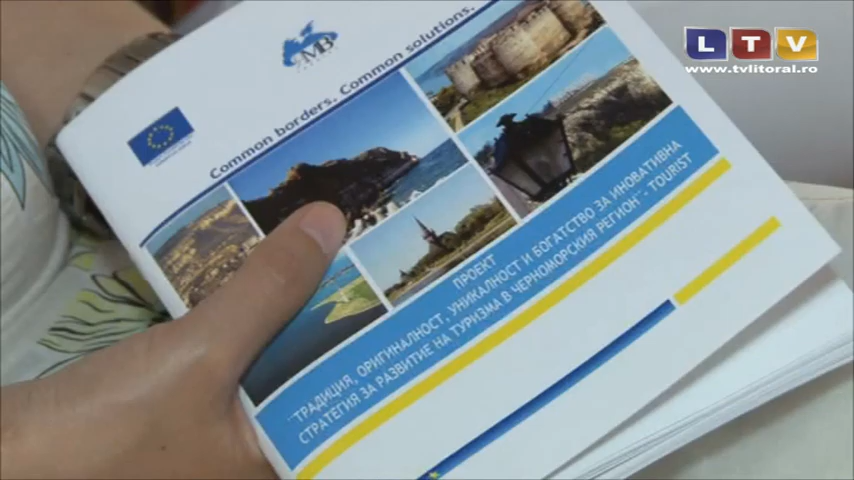 LTV
www.tvlitoral.ro
Common borders. Common solutions.
ПРОЕКТ
"ТРАДИЦИЯ, ОРИГИНАЛНОСТ, УНИКАЛНОСТ И БОГАТСТВО ЗА ИНОВАТИВНА
СТРАТЕГИЯ ЗА РАЗВИТИЕ НА ТУРИЗМА В ЧЕРНОМОРСКИЯ РЕГИОН" - TOURIST